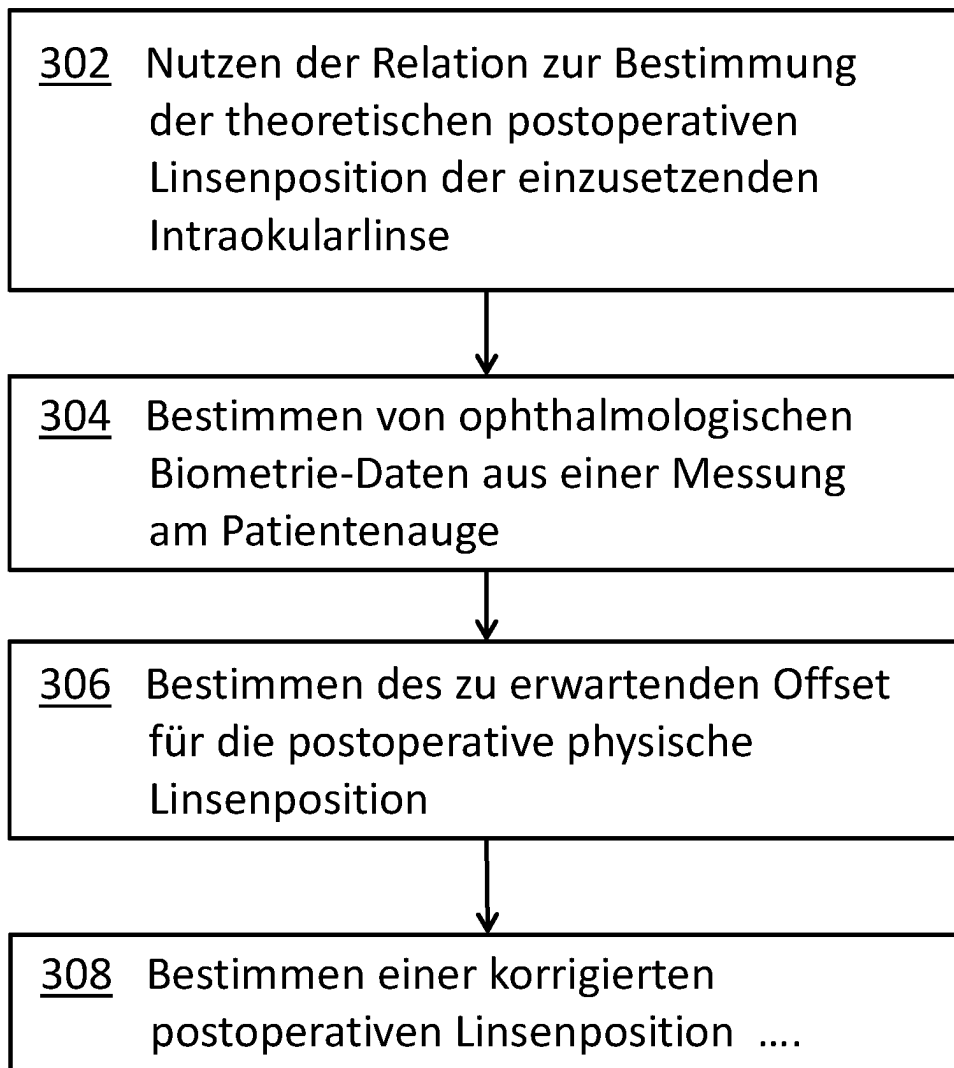 302 Nutzen der Relation zur Bestimmung
der theoretischen postoperativen
Linsenposition der einzusetzenden
Intraokularlinse
304 Bestimmen von ophthalmologischen
Biometrie-Daten aus einer Messung
am Patientenauge
306 Bestimmen des zu erwartenden Offset
für die postoperative physische
Linsenposition
308 Bestimmen einer korrigierten
postoperativen Linsenposition ....